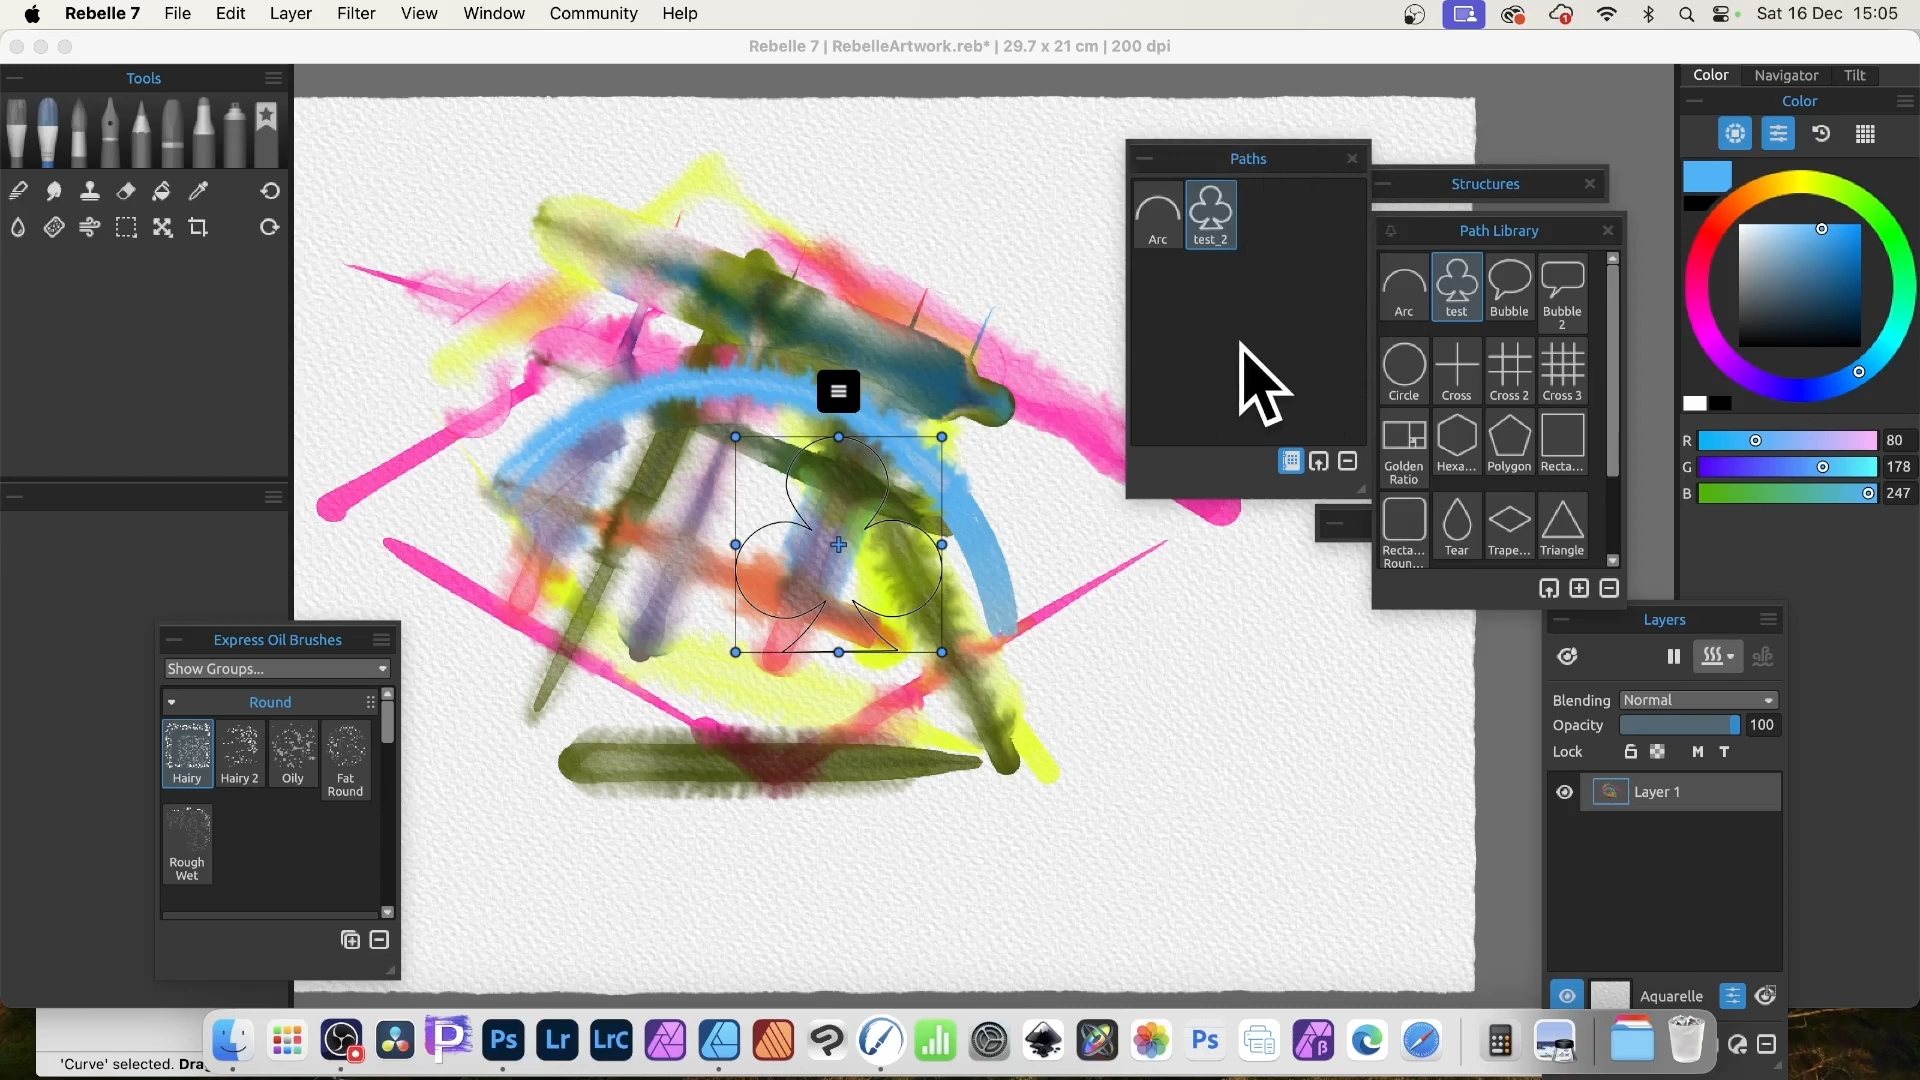 Rebelle 7 File Edit Layer Filter View Window Community Help Sat 16 Dec 15:05
Rebelle 7 | RebelleArtwork.reb* | 29.7 x 21 cm | 200 dpi
Tools
Color Navigator Tilt
Color
Paths
Arc test_2
Structures
Path Library
Arc test Bubble Bubble 2
Circle Cross Cross 2 Cross 3
Golden Ratio Hexa... Polygon Recta...
Recta... Roun... Tear Trape... Triangle
R 80
G 178
B 247
Express Oil Brushes
Show Groups...
Round
Hairy Hairy 2 Oily Fat Round
Rough Wet
Layers
Blending Normal
Opacity 100
Lock M T
Layer 1
Aquarelle
Ps Lr LrC Ps
'Curve' selected. Drag